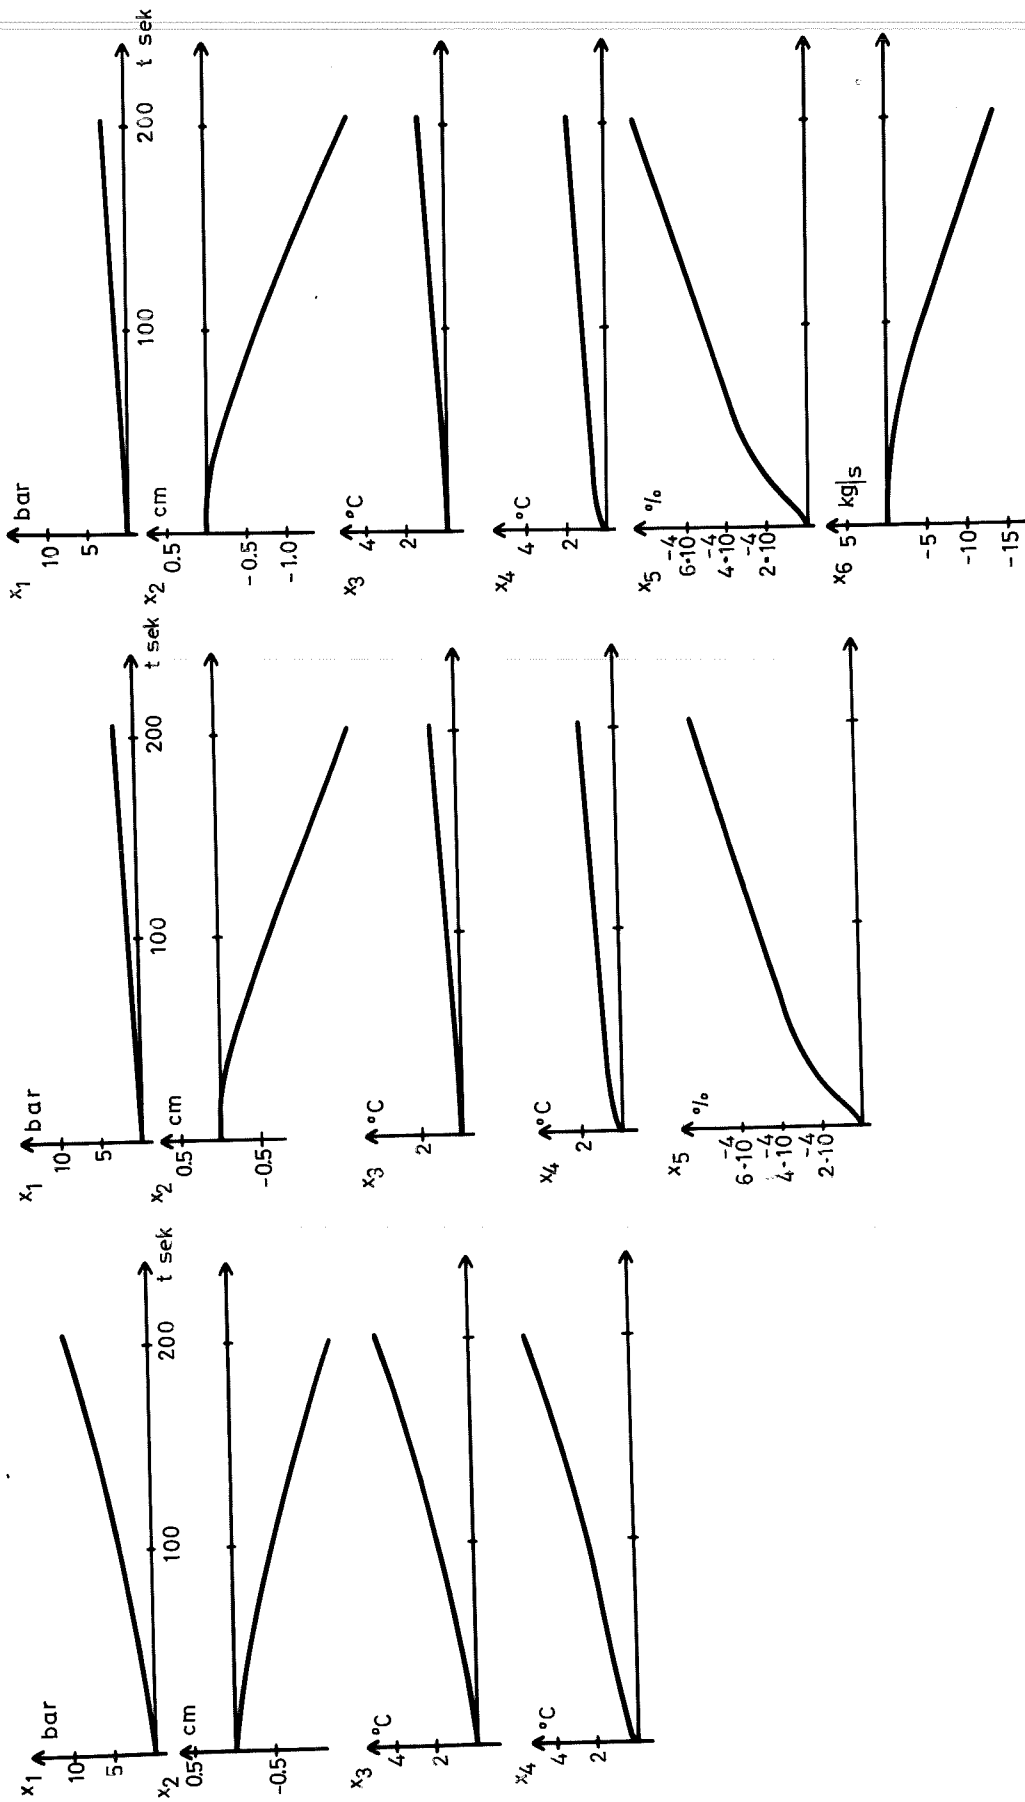 x₁ bar
10
5
100 200 t sek
x₂ cm
0.5
-0.5
x₃ °C
4
2
x₄ °C
4
2
x₁ bar
10
5
100 200 t sek
x₂ cm
0.5
-0.5
x₃ °C
2
x₄ °C
2
x₅ %
6·10⁻⁴
4·10⁻⁴
2·10⁻⁴
x₁ bar
10
5
100 200 t sek
x₂ cm
0.5
-0.5
-1.0
x₃ °C
4
2
x₄ °C
4
2
x₅ %
6·10⁻⁴
4·10⁻⁴
2·10⁻⁴
x₆ kg|s
5
-5
-10
-15